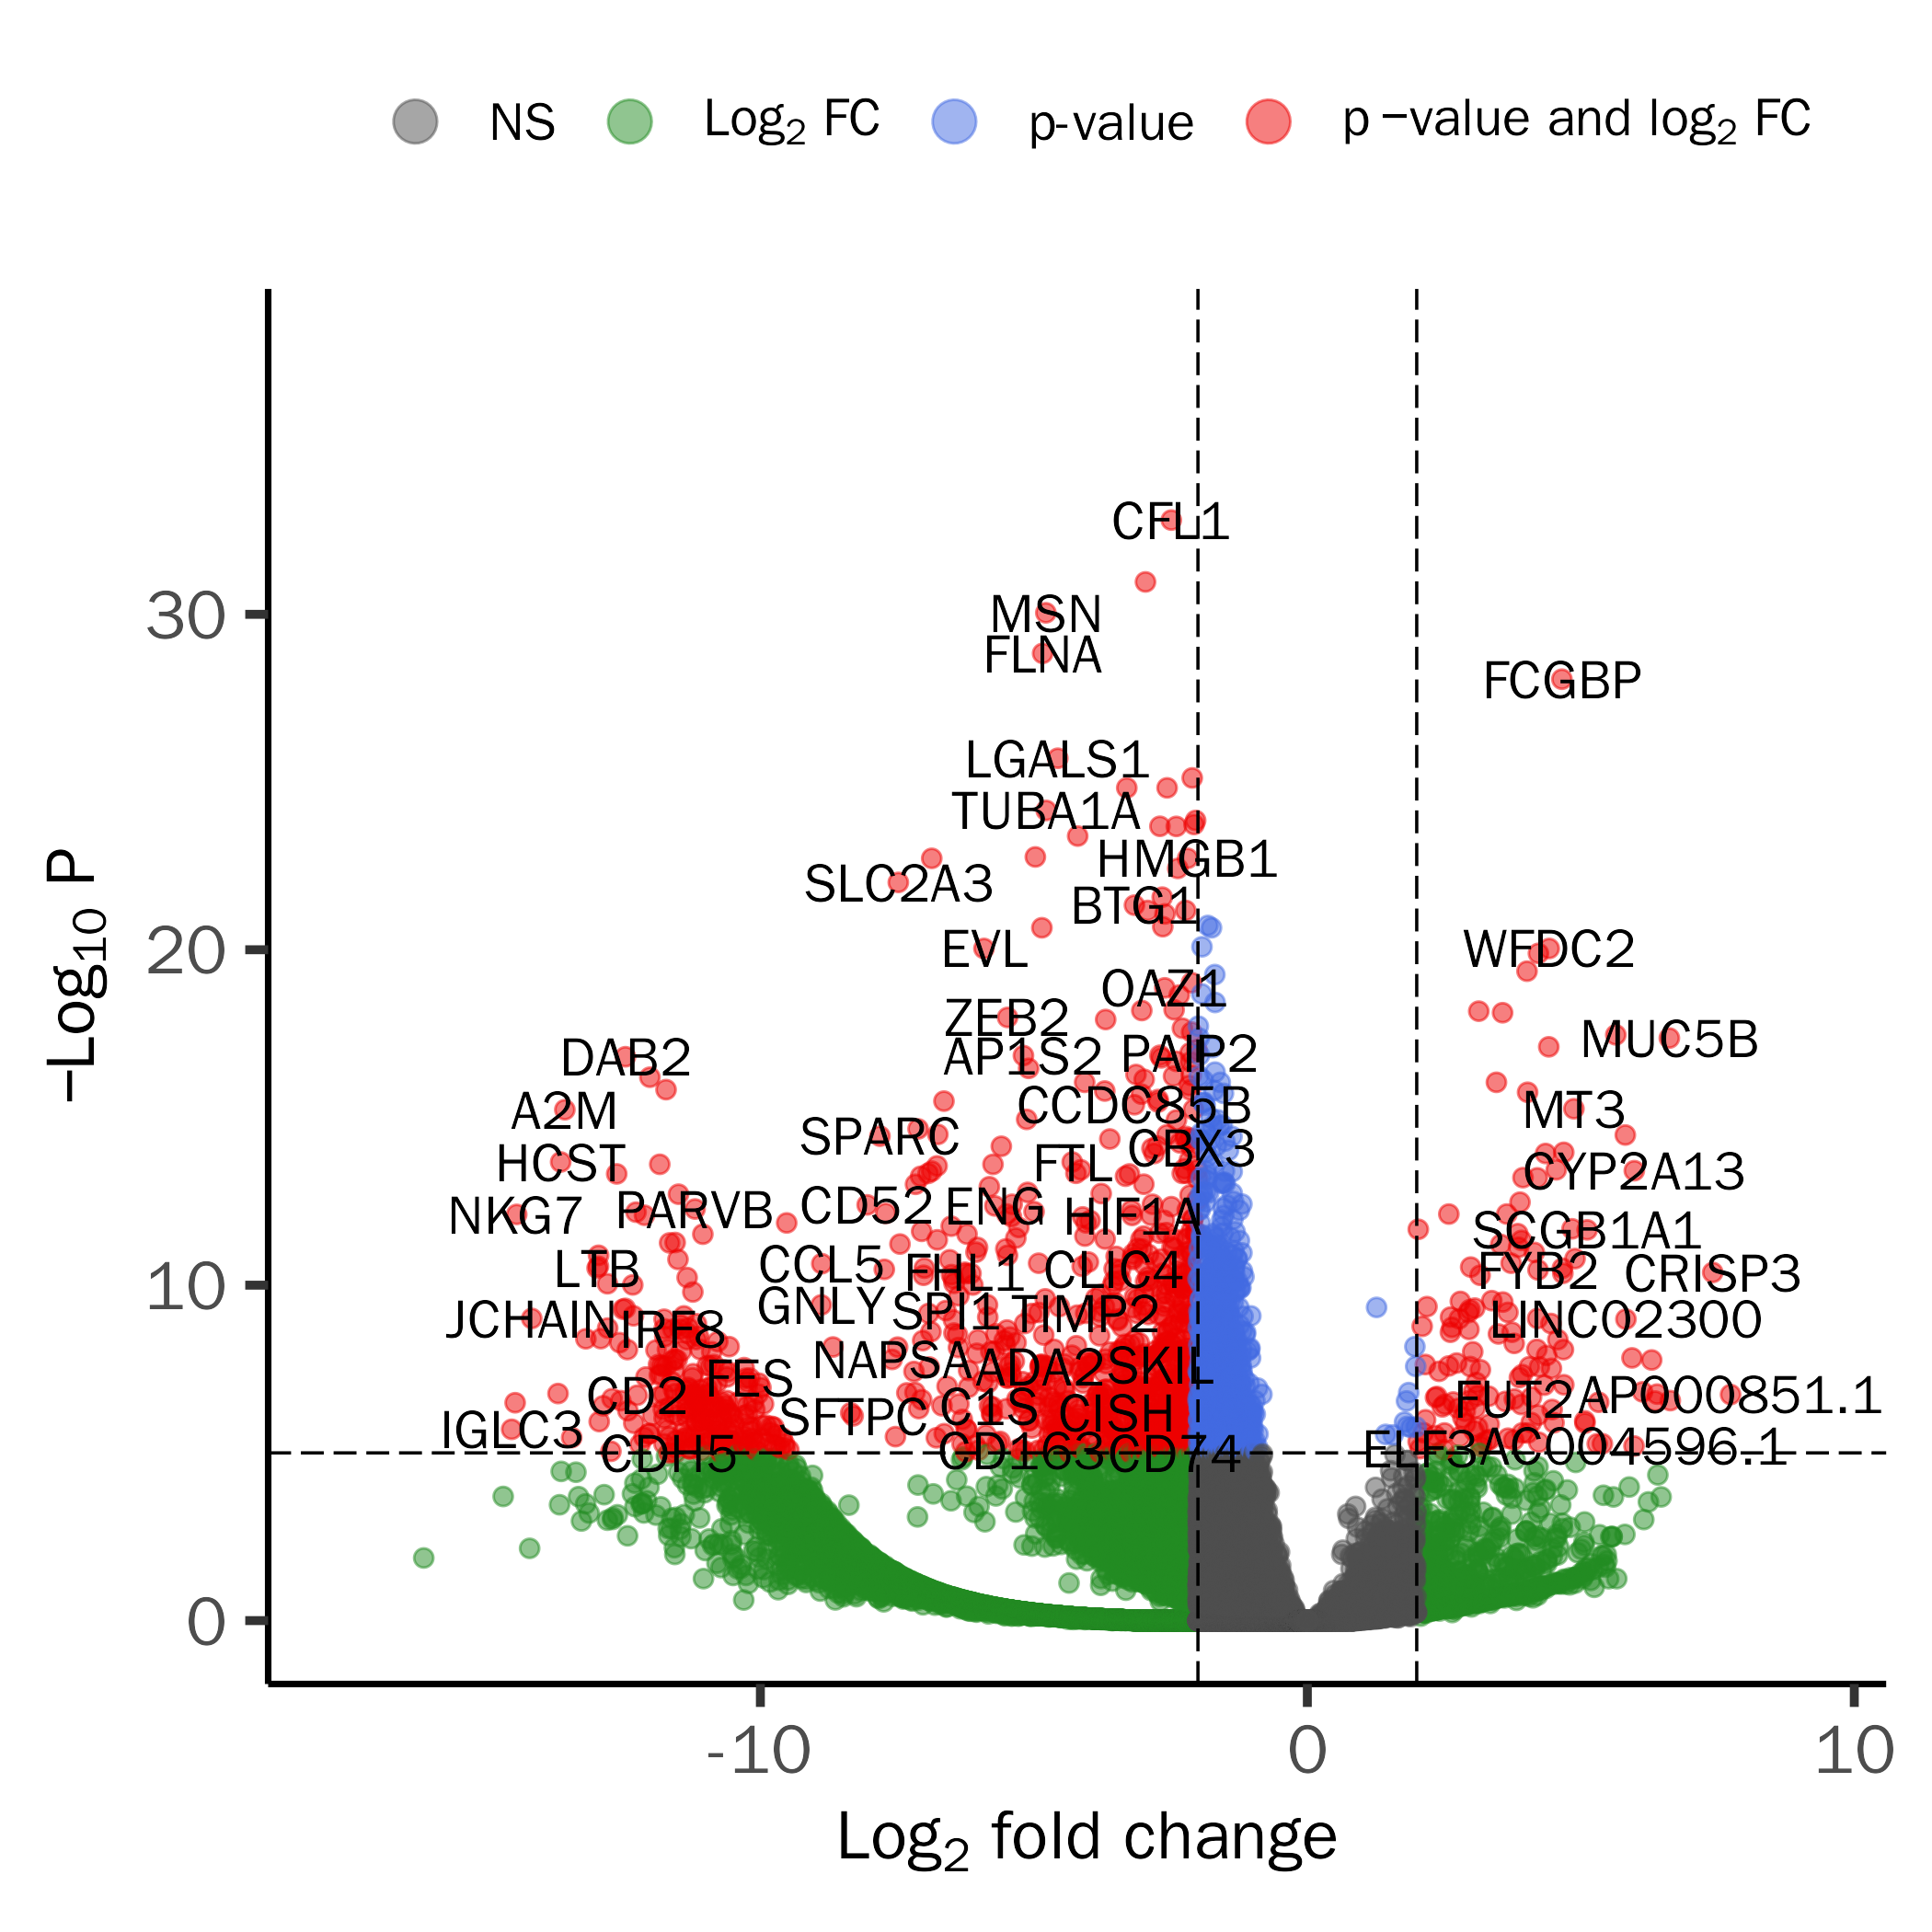 NS Log2 FC p-value p −value and log2 FC
CFL1
30
MSN
FLNA
FCGBP
LGALS1
TUBA1A
HMGB1
SLC2A3
BTG1
−Log10 P
20
EVL
WFDC2
OAZ1
ZEB2
MUC5B
DAB2
AP1S2 PAIP2
A2M
CCDC85B
MT3
SPARC
CBX3
HCST
FTL
CYP2A13
NKG7 PARVB CD52 ENG HIF1A
SCGB1A1
10
LTB
CCL5 FHL1 CLIC4
FYB2 CRISP3
JCHAIN IRF8
GNLY SPI1 TIMP2
LINC02300
FES
NAPSA ADA2 SKIL
CD2
SFTPC C1S CISH
FUT2 AP000851.1
IGLC3
CDH5
CD163 CD74
ELF3 AC004596.1
0
-10 0 10
Log2 fold change